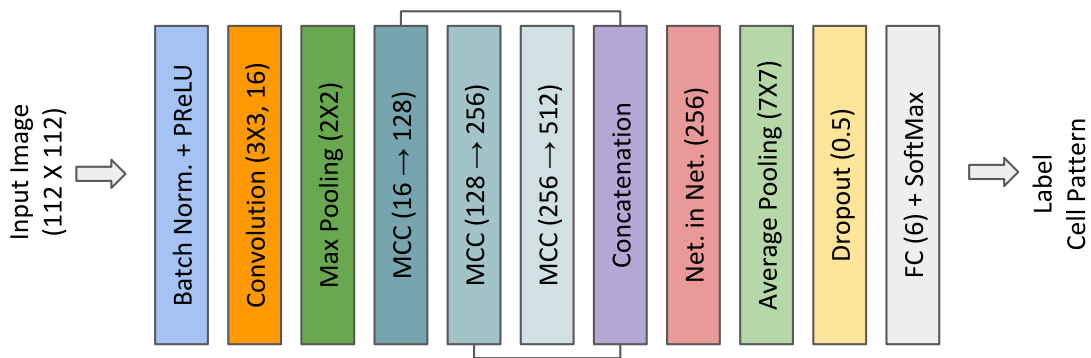 Input Image
(112 X 112)
Batch Norm. + PReLU
Convolution (3X3, 16)
Max Pooling (2X2)
MCC (16 → 128)
MCC (128 → 256)
MCC (256 → 512)
Concatenation
Net. in Net. (256)
Average Pooling (7X7)
Dropout (0.5)
FC (6) + SoftMax
Label
Cell Pattern